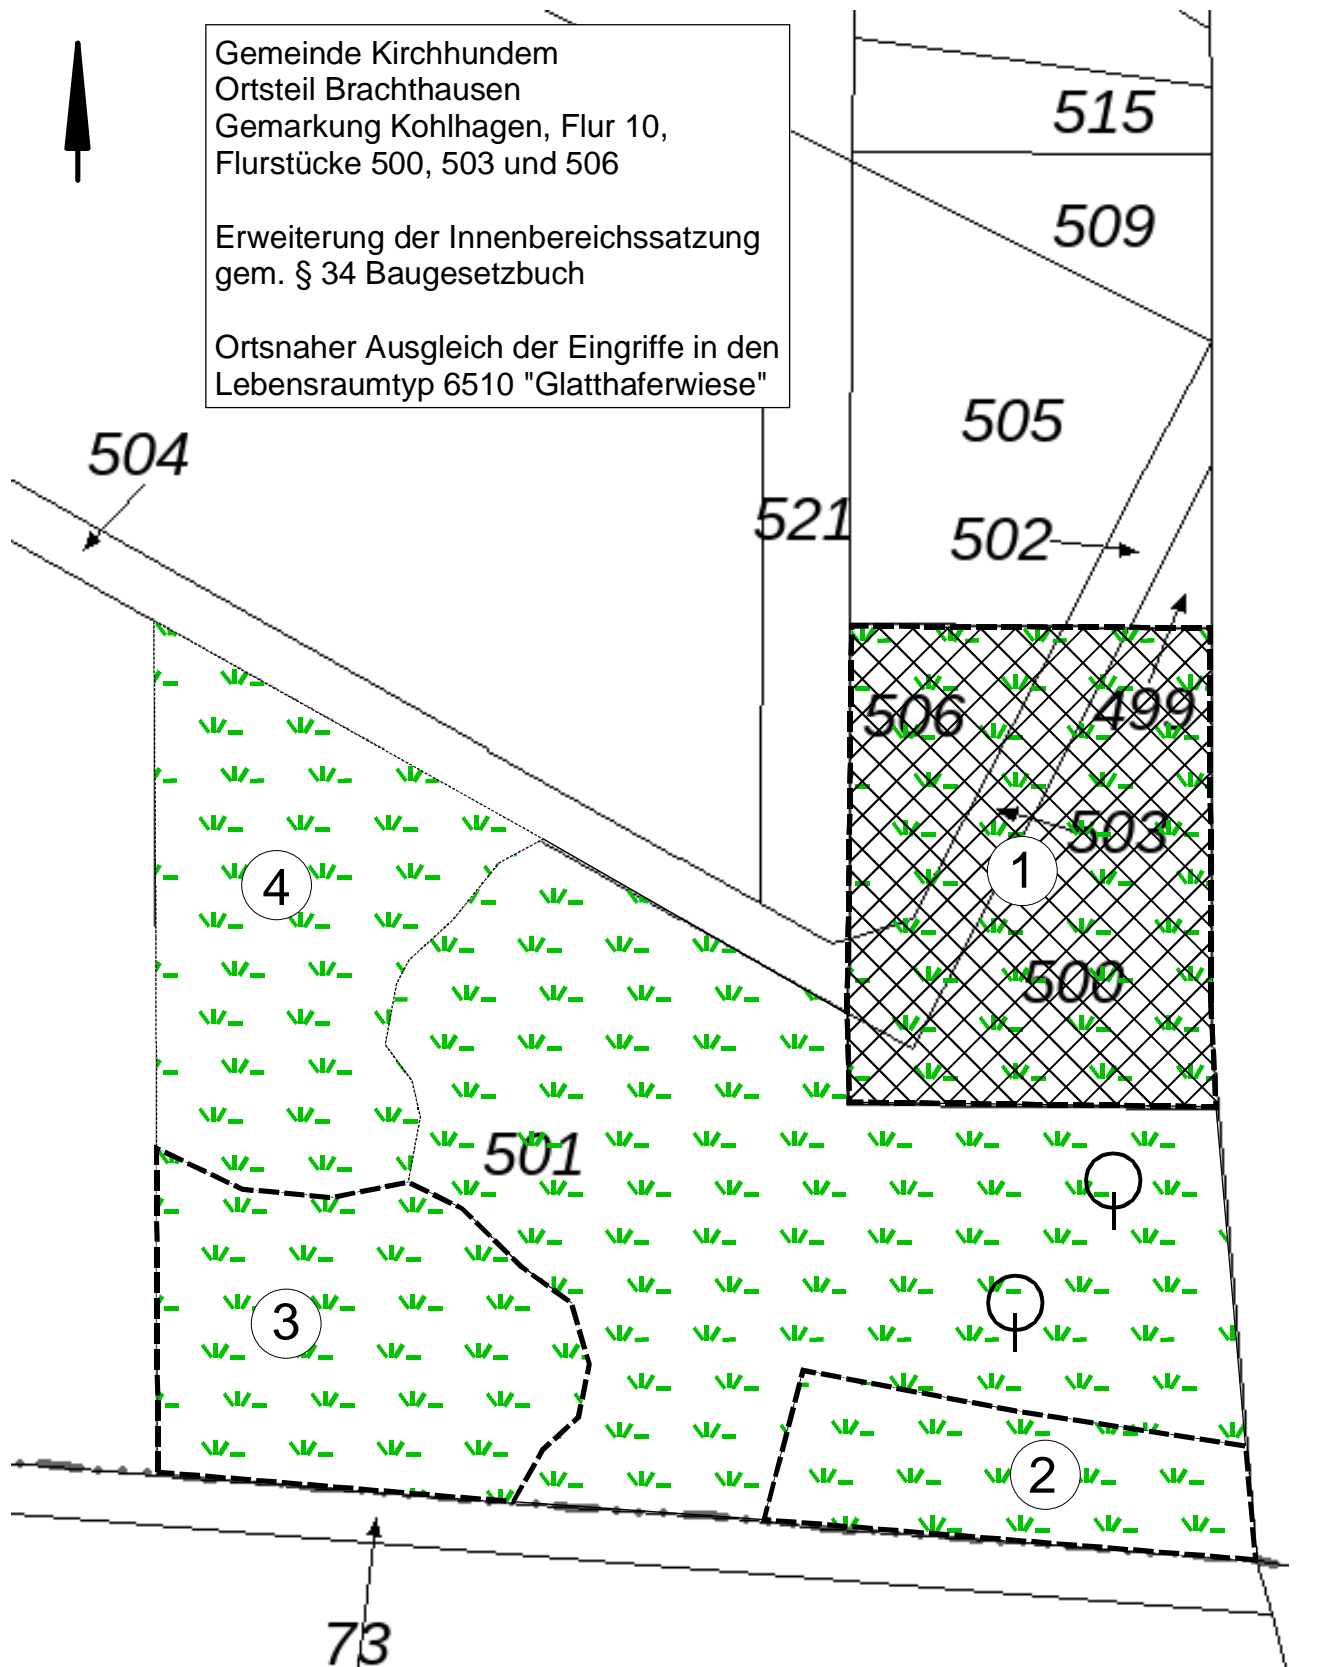 Gemeinde Kirchhundem
Ortsteil Brachthausen
Gemarkung Kohlhagen, Flur 10,
Flurstücke 500, 503 und 506
Erweiterung der Innenbereichssatzung
gem. § 34 Baugesetzbuch
Ortsnaher Ausgleich der Eingriffe in den
Lebensraumtyp 6510 "Glatthaferwiese"
515
509
505
504
521
502
506
499
503
1
4
500
501
3
2
73